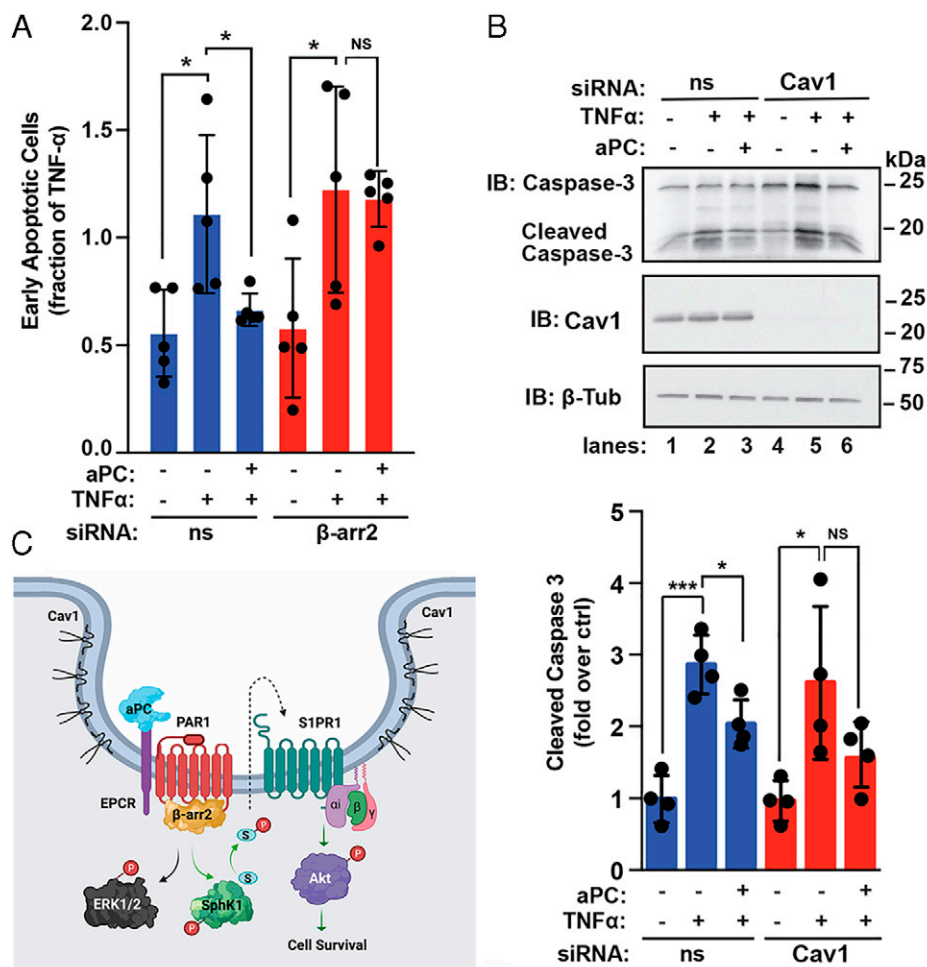 A
2.0
1.5
1.0
0.5
0.0
Early Apoptotic Cells
(fraction of TNF-α)
*
*
*
NS
aPC: - - + - - +
TNFα: - + + - + +
siRNA: ns β-arr2
B
siRNA: ns Cav1
TNFα: - + + - + +
aPC: - - + - - + kDa
IB: Caspase-3 – 25
Cleaved – 20
Caspase-3
IB: Cav1 – 25
– 20
– 75
IB: β-Tub – 50
lanes: 1 2 3 4 5 6
5
4
3
2
1
0
Cleaved Caspase 3
(fold over ctrl)
***
*
*
NS
aPC: - - + - - +
TNFα: - + + - + +
siRNA: ns Cav1
C
Cav1 Cav1
aPC
PAR1 S1PR1
EPCR
β-arr2
αi β γ
P
S
S
P
Akt
P
ERK1/2
SphK1
P
Cell Survival